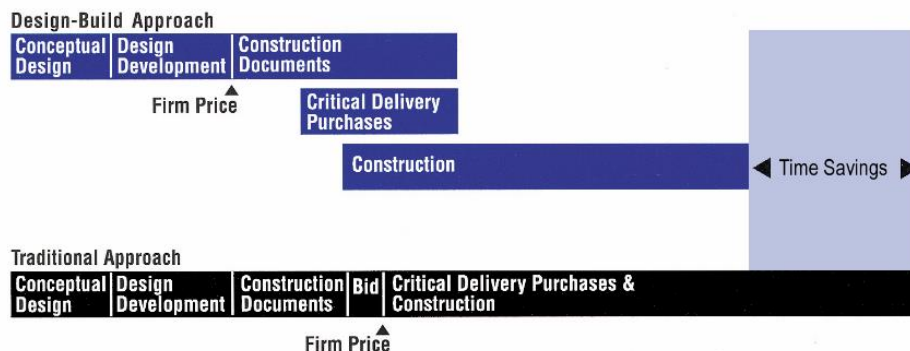 Design-Build Approach
Conceptual Design
Design Development
Construction Documents
Firm Price
Critical Delivery Purchases
Construction
Time Savings
Traditional Approach
Conceptual Design
Design Development
Construction Documents
Bid
Critical Delivery Purchases & Construction
Firm Price